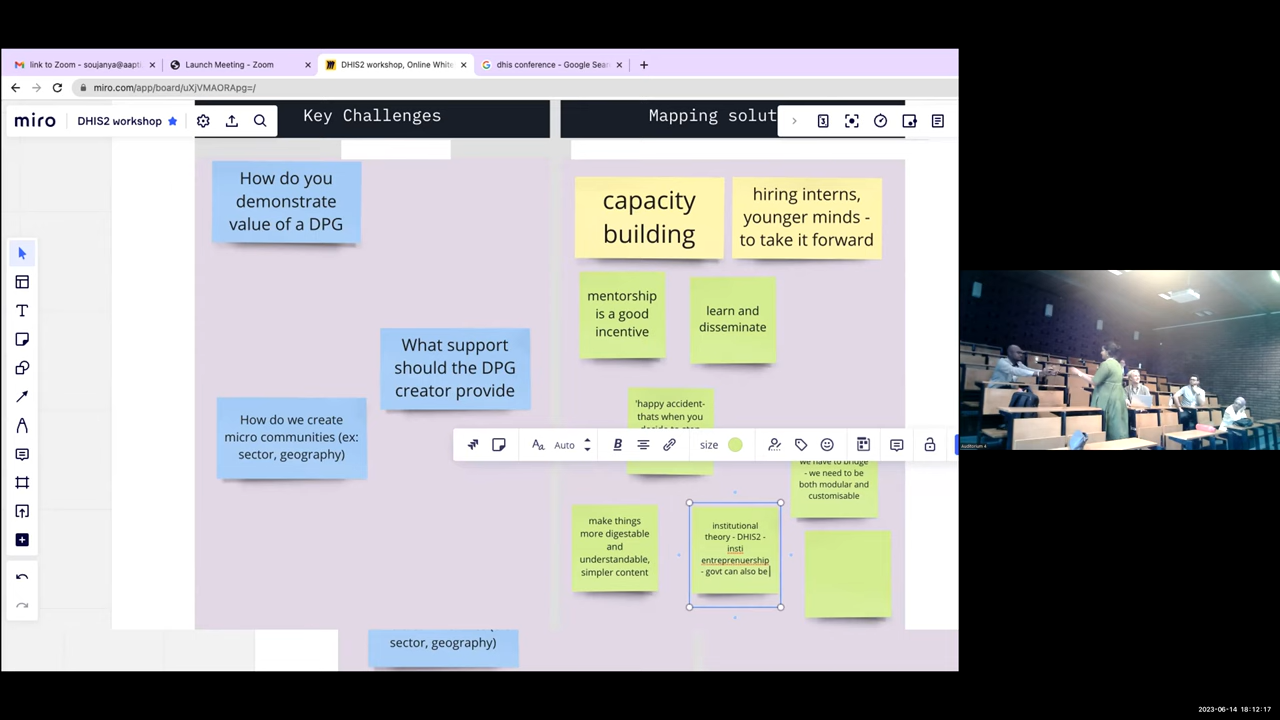 link to Zoom - soujanya@aapti
Launch Meeting - Zoom
DHIS2 workshop, Online White
dhis conference - Google Sear
miro.com/app/board/uXjVMAORApg=/
miro
DHIS2 workshop
Key Challenges
Mapping solut
How do you
demonstrate
value of a DPG
What support
should the DPG
creator provide
How do we create
micro communities (ex:
sector, geography)
sector, geography)
capacity
building
hiring interns,
younger minds -
to take it forward
mentorship
is a good
incentive
learn and
disseminate
'happy accident-
thats when you
Auto
B
size
we have to bridge
- we need to be
both modular and
customisable
make things
more digestable
and
understandable,
simpler content
institutional
theory - DHIS2 -
insti
entreprenuership
- govt can also be
Auditorium 4
2023-06-14 18:12:17